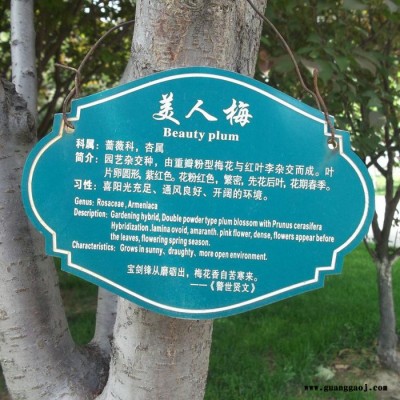 美人梅
Beauty plum
科属：蔷薇科，杏属
简介：园艺杂交种，由重瓣粉型梅花与红叶李杂交而成。叶
片卵圆形，紫红色，花粉红色，繁密，先花后叶，花期春季。
习性：喜阳光充足、通风良好、开阔的环境。
Genus: Rosaceae, Armeniaca
Description: Gardening hybrid, Double powder type plum blossom with Prunus cerasifera
Hybridization .lamina ovoid, amaranth. pink flower, dense, flowers appear before
the leaves, flowering spring season.
Characteristics: Grows in sunny、draughty、more open environment.
宝剑锋从磨砺出，梅花香自苦寒来。
——《警世贤文》
www.guanggaoj.com